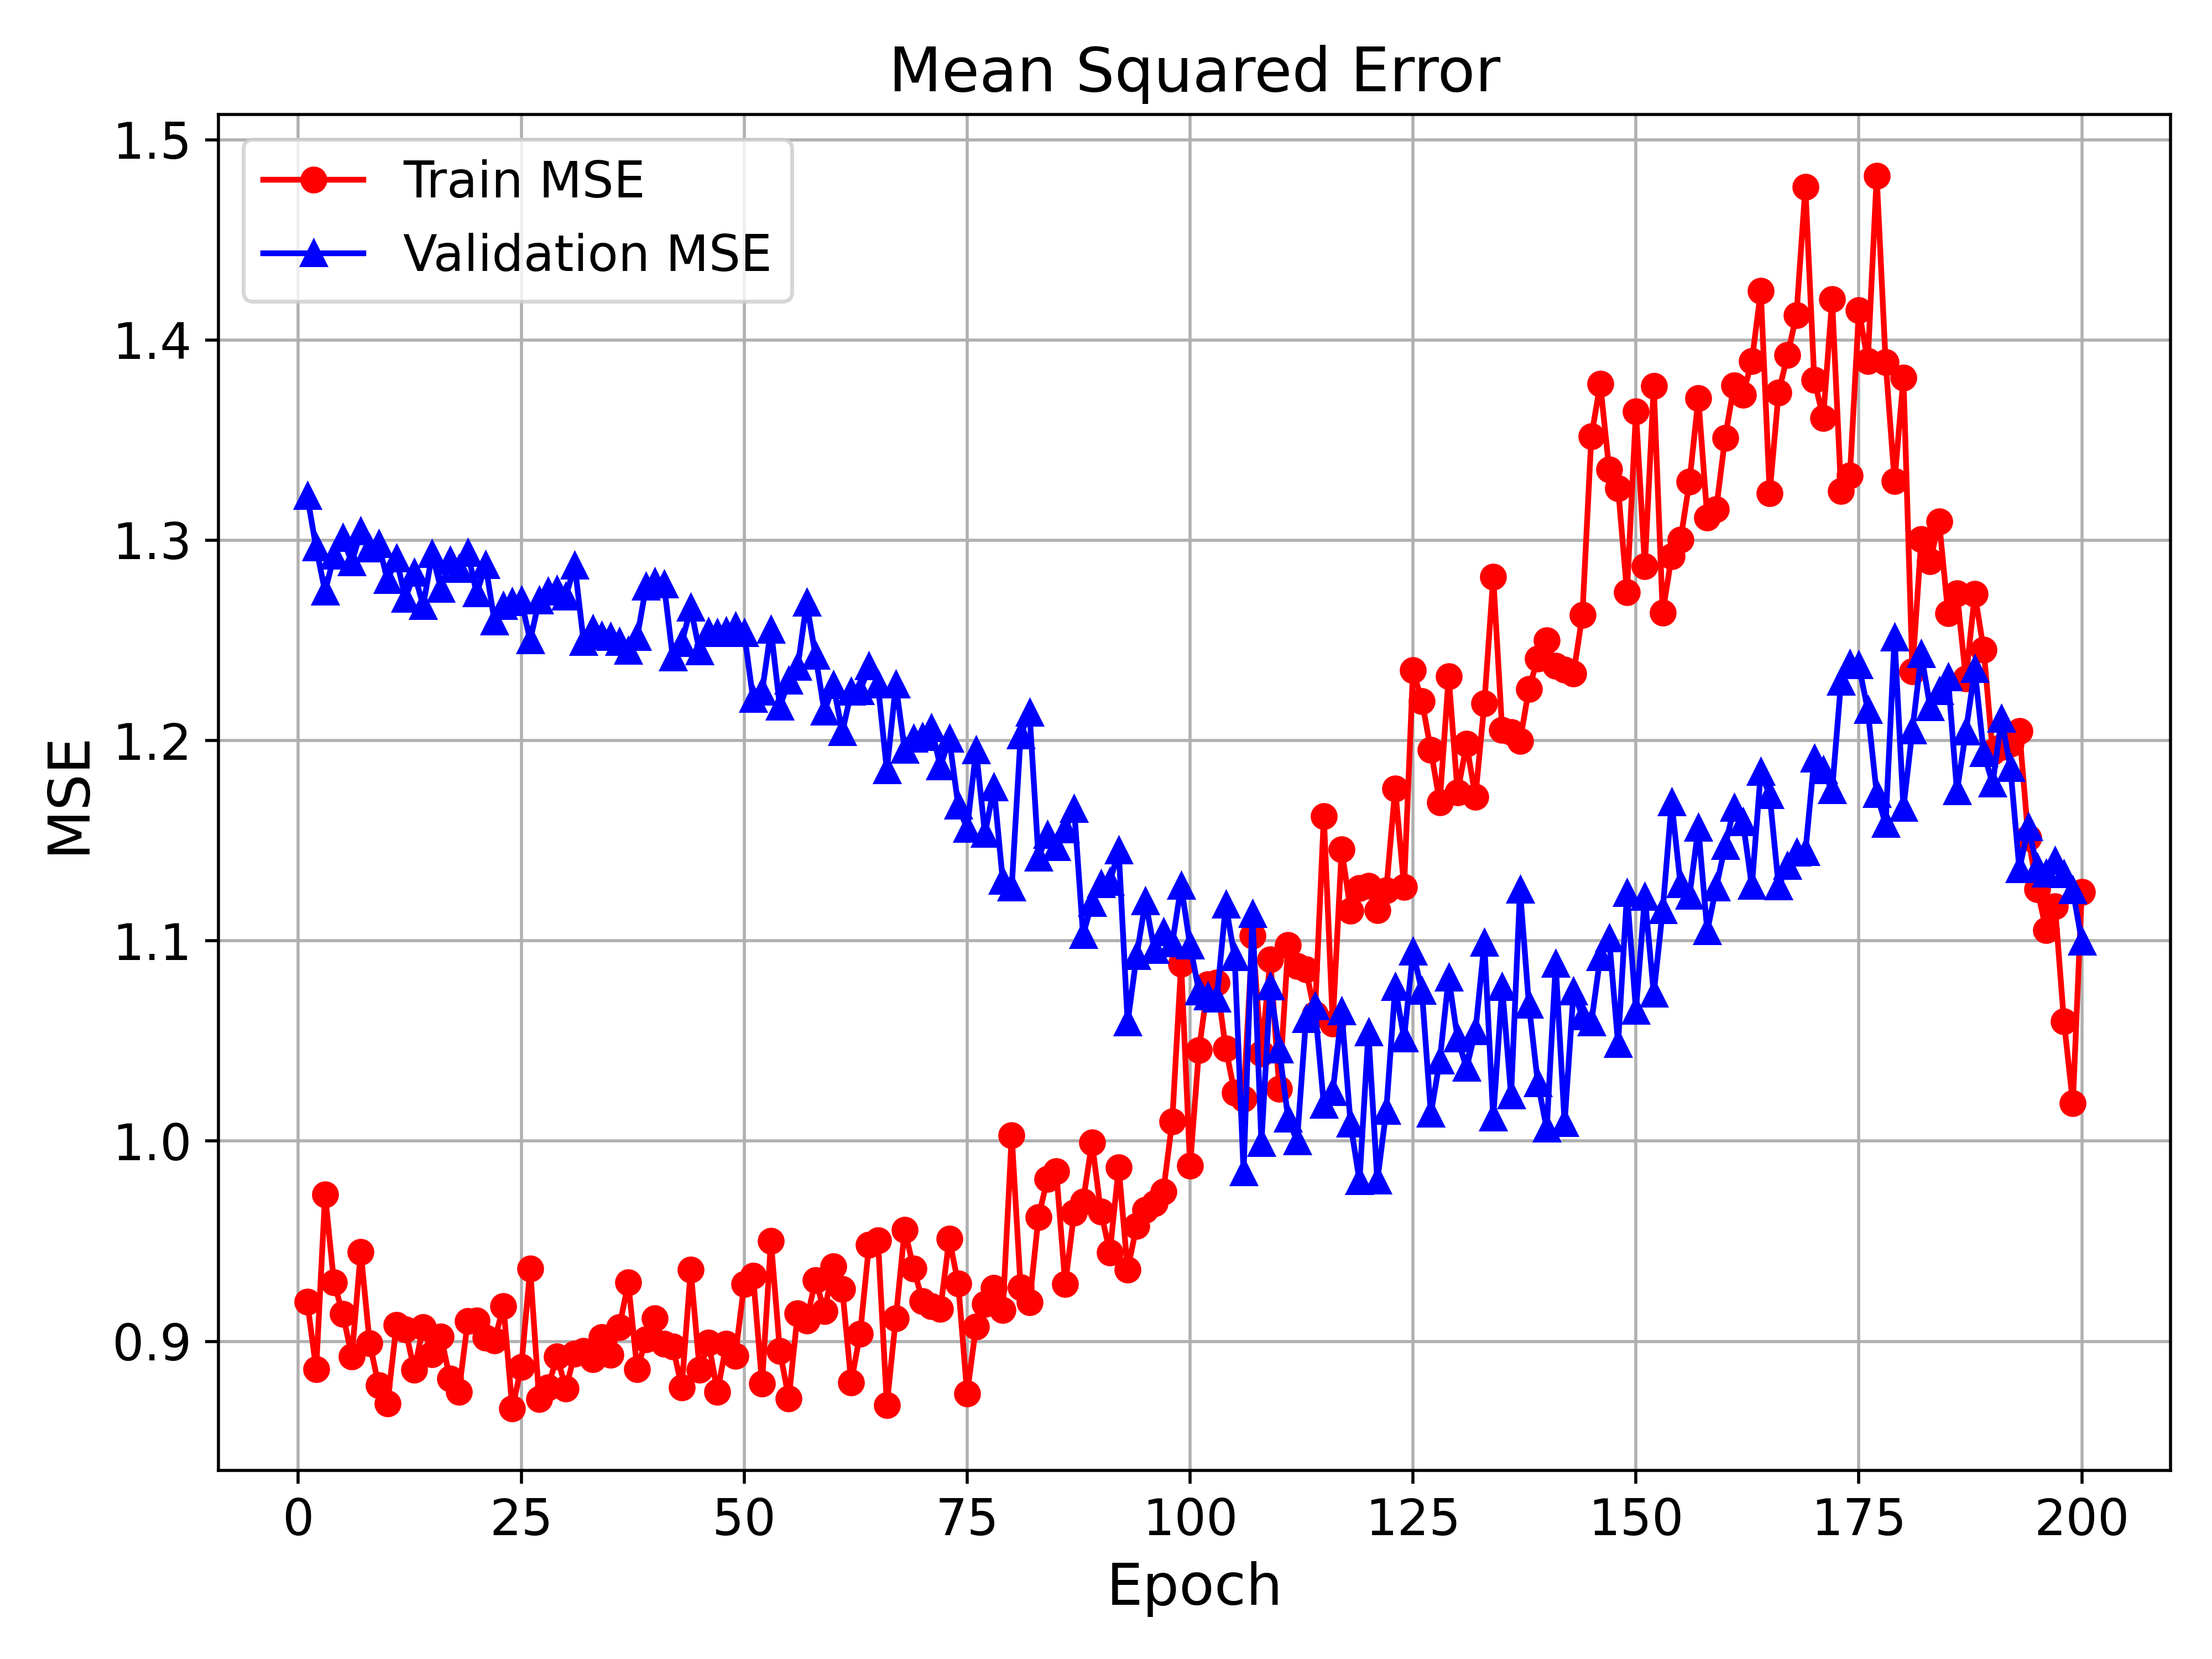 Mean Squared Error
Train MSE
Validation MSE
1.5
1.4
1.3
1.2
1.1
1.0
0.9
MSE
0 25 50 75 100 125 150 175 200
Epoch